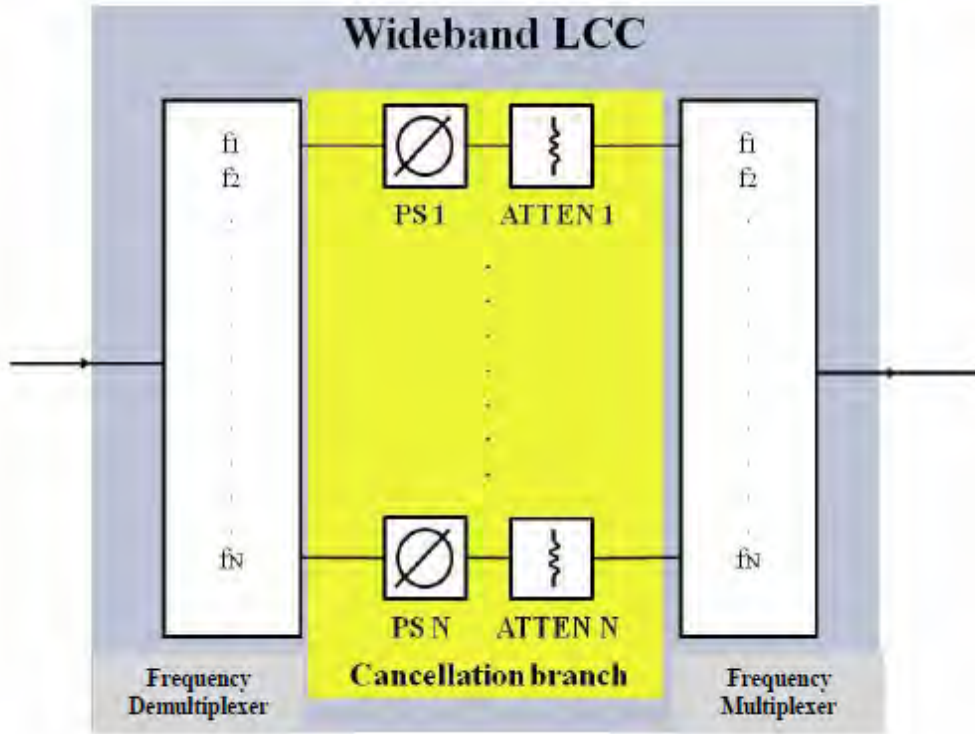 Wideband LCC
f1
f2
fN
PS 1
ATTEN 1
PS N
ATTEN N
Cancellation branch
f1
f2
fN
Frequency
Demultiplexer
Frequency
Multiplexer